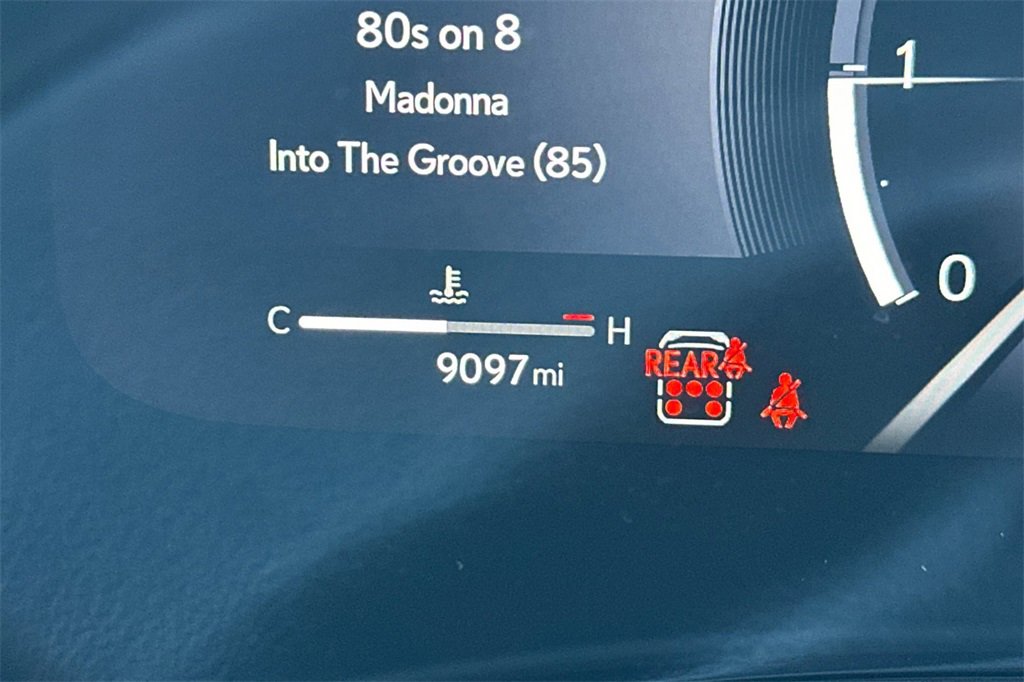 80s on 8
Madonna
Into The Groove (85)
1
0
C
H
9097 mi
REAR